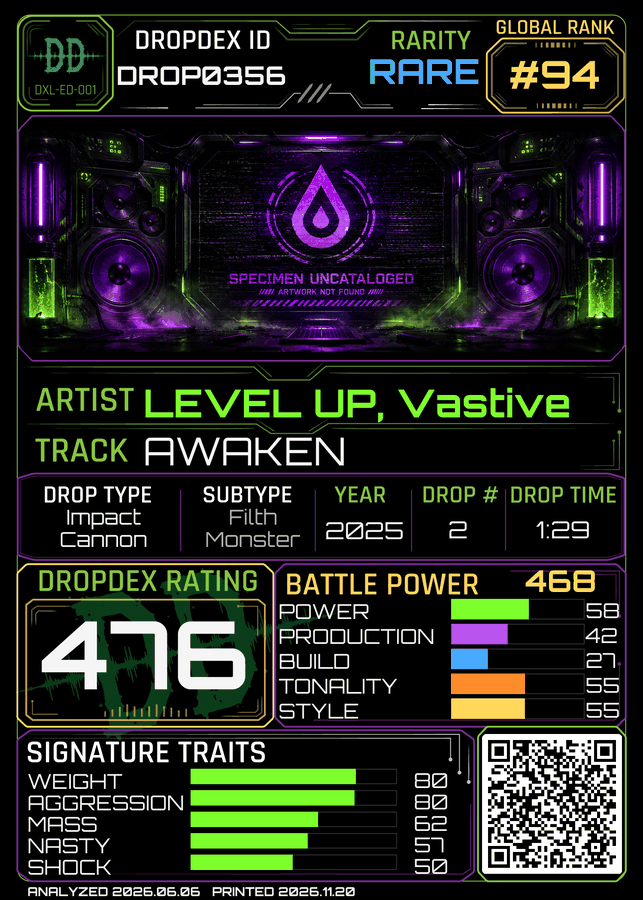 DD
DXL-ED-001
DROPDEX ID
DROP0356
RARITY
RARE
GLOBAL RANK
#94
SPECIMEN UNCATALOGED
ARTWORK NOT FOUND
ARTIST LEVEL UP, Vastive
TRACK AWAKEN
DROP TYPE
Impact
Cannon
SUBTYPE
Filth
Monster
YEAR
2025
DROP #
2
DROP TIME
1:29
DROPDEX RATING
476
BATTLE POWER 468
POWER 58
PRODUCTION 42
BUILD 27
TONALITY 55
STYLE 55
SIGNATURE TRAITS
WEIGHT 80
AGGRESSION 80
MASS 62
NASTY 57
SHOCK 50
ANALYZED 2026.06.06 PRINTED 2026.11.20